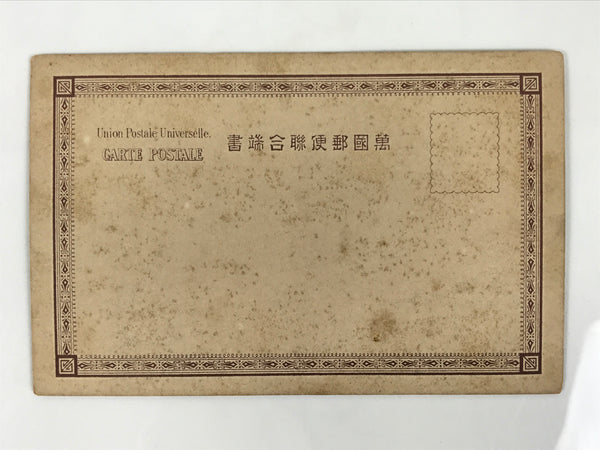 Union Postale Universelle.
CARTE POSTALE
萬國郵便聯合端書